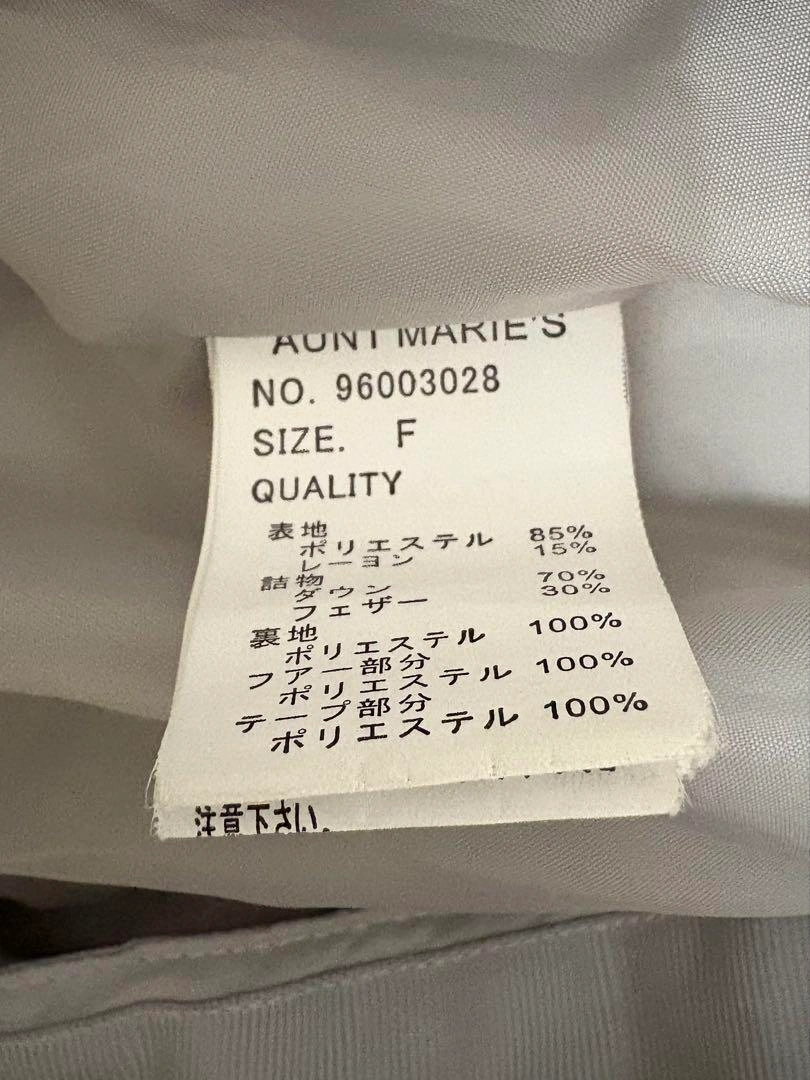 AUNT MARIE'S
NO. 96003028
SIZE. F
QUALITY
表地
ポリエステル 85%
レーヨン 15%
詰物
ダウン 70%
フェザー 30%
裏地
ポリエステル 100%
ファー部分
ポリエステル 100%
テープ部分
ポリエステル 100%
注意下さい。